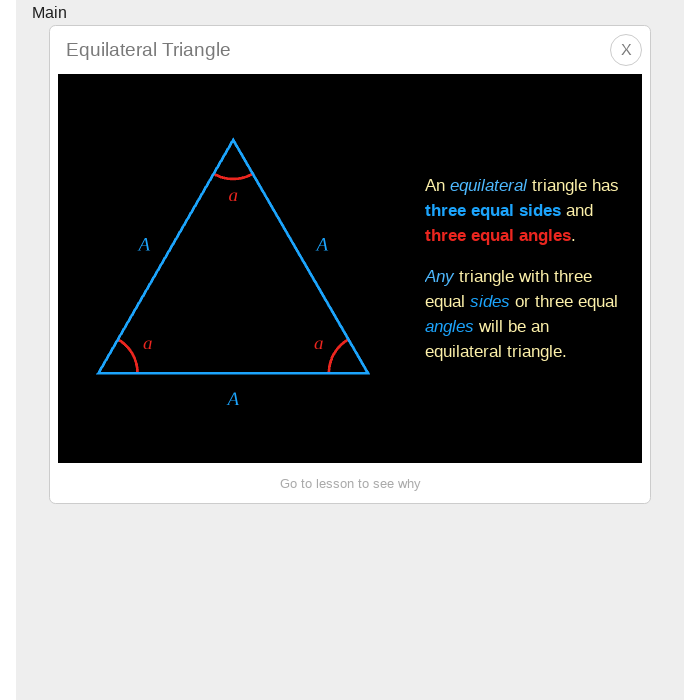 Main
Equilateral Triangle
X
An equilateral triangle has
three equal sides and
three equal angles.
Any triangle with three
equal sides or three equal
angles will be an
equilateral triangle.
a
A A
a a
A
Go to lesson to see why